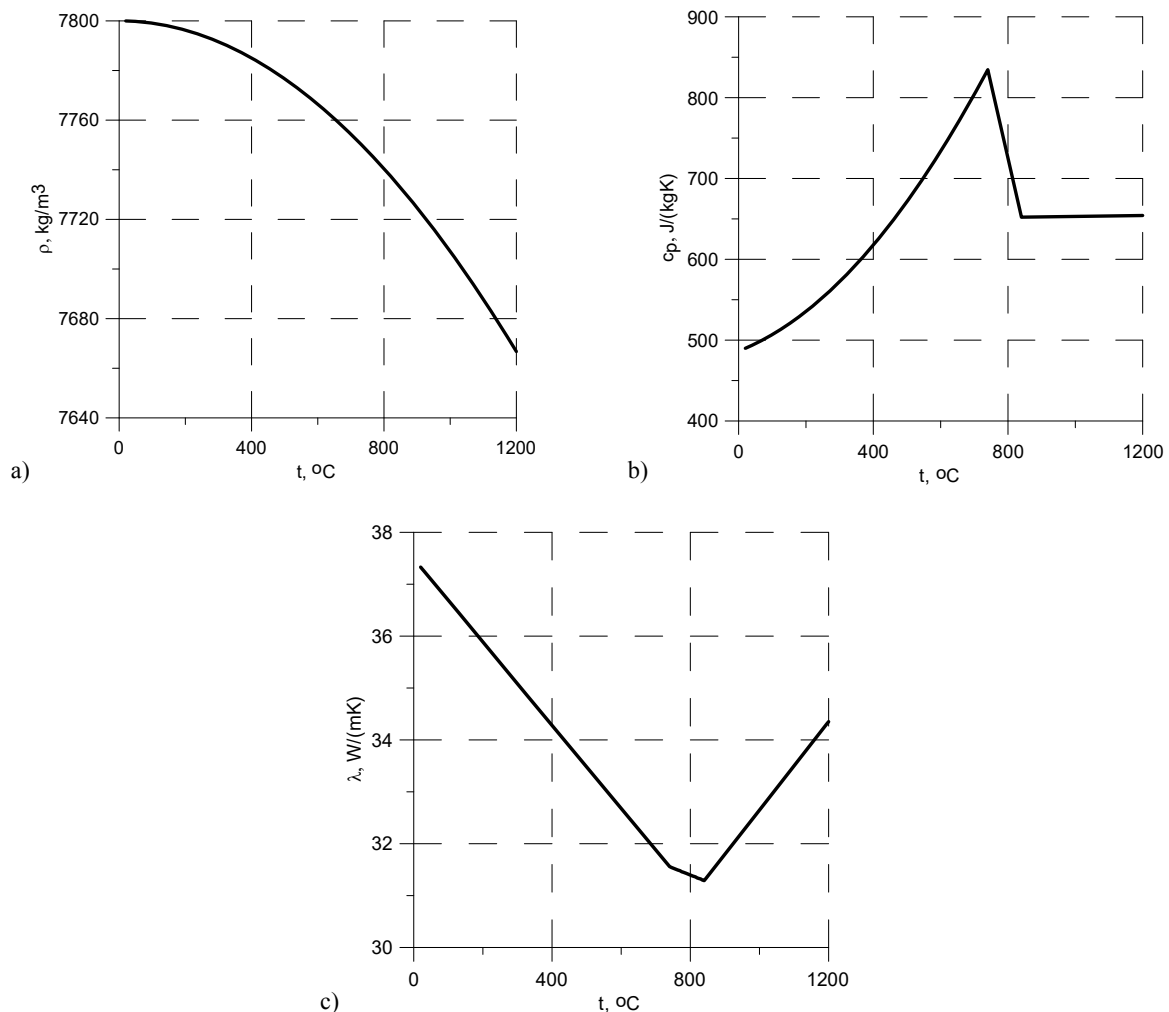 7800
7760
7720
7680
7640
ρ, kg/m3
0 400 800 1200
t, oC
a)
900
800
700
600
500
400
cp, J/(kgK)
0 400 800 1200
t, oC
b)
38
36
34
32
30
λ, W/(mK)
0 400 800 1200
t, oC
c)